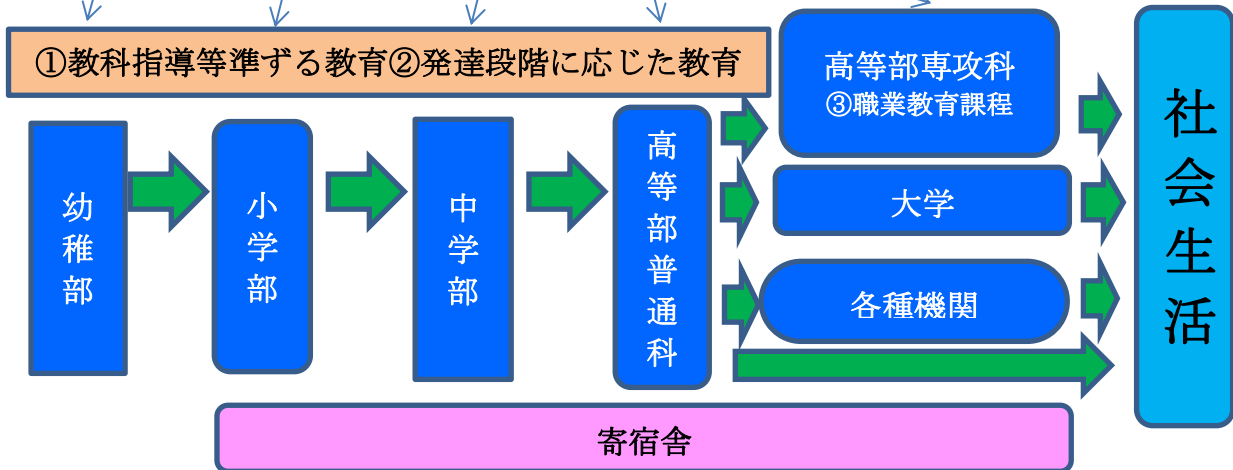 ①教科指導等準ずる教育②発達段階に応じた教育
幼稚部
小学部
中学部
高等部普通科
高等部専攻科
③職業教育課程
大学
各種機関
社会生活
寄宿舎